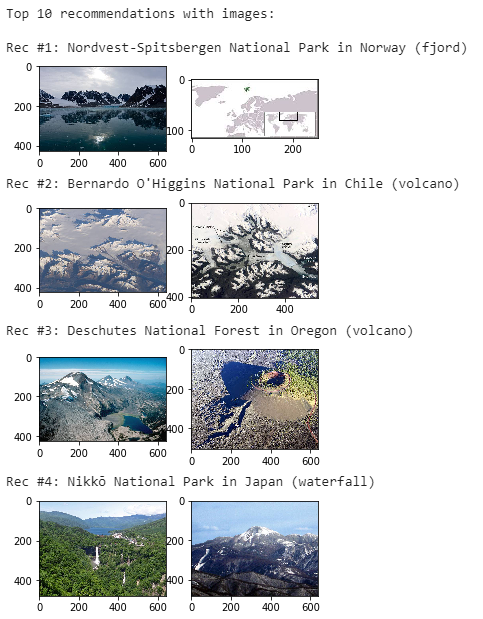 Top 10 recommendations with images:
Rec #1: Nordvest-Spitsbergen National Park in Norway (fjord)
0
200
400
0 200 400 600
0
100
0 100 200
Rec #2: Bernardo O'Higgins National Park in Chile (volcano)
0
200
400
0 200 400 600
0
200
400
0 200 400
Rec #3: Deschutes National Forest in Oregon (volcano)
0
200
400
0 200 400 600
0
200
400
0 200 400 600
Rec #4: Nikkō National Park in Japan (waterfall)
0
200
400
0 200 400 600
0
200
400
0 200 400 600